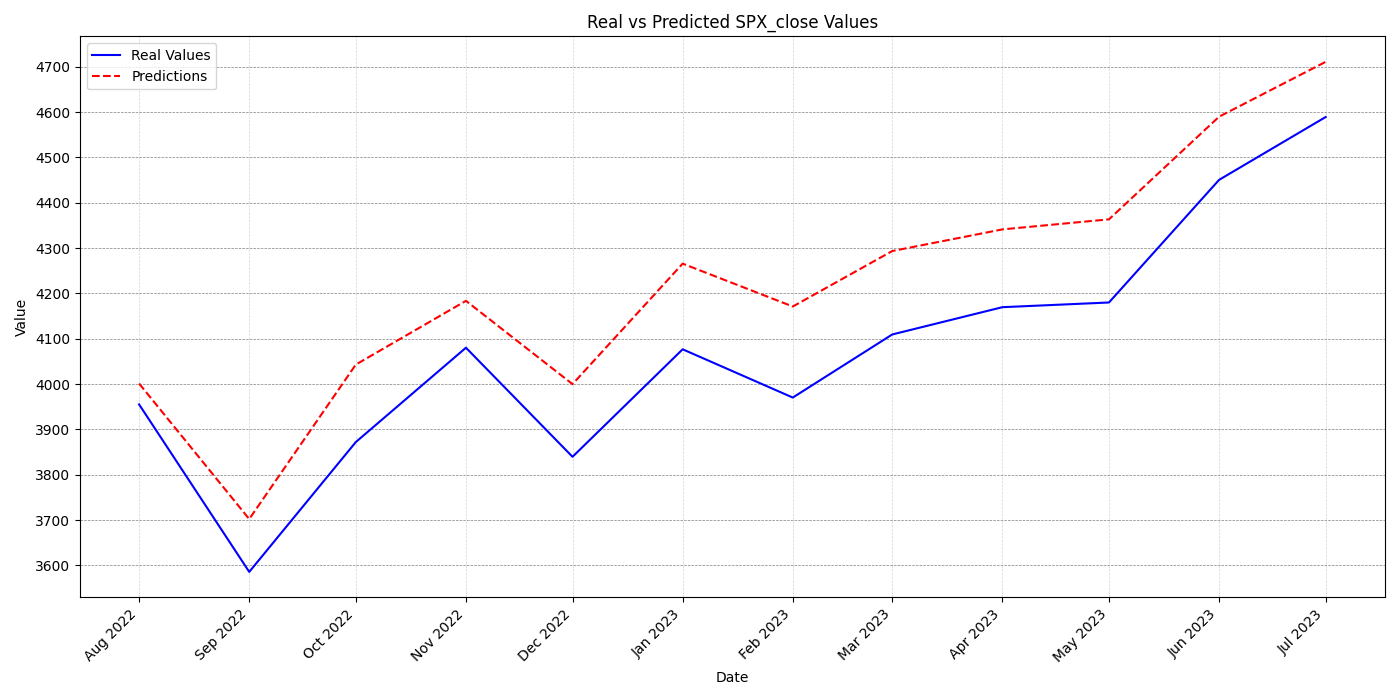 Real vs Predicted SPX_close Values
Real Values
Predictions
4700
4600
4500
4400
4300
4200
4100
4000
3900
3800
3700
3600
Value
Aug 2022
Sep 2022
Oct 2022
Nov 2022
Dec 2022
Jan 2023
Feb 2023
Mar 2023
Apr 2023
May 2023
Jun 2023
Jul 2023
Date